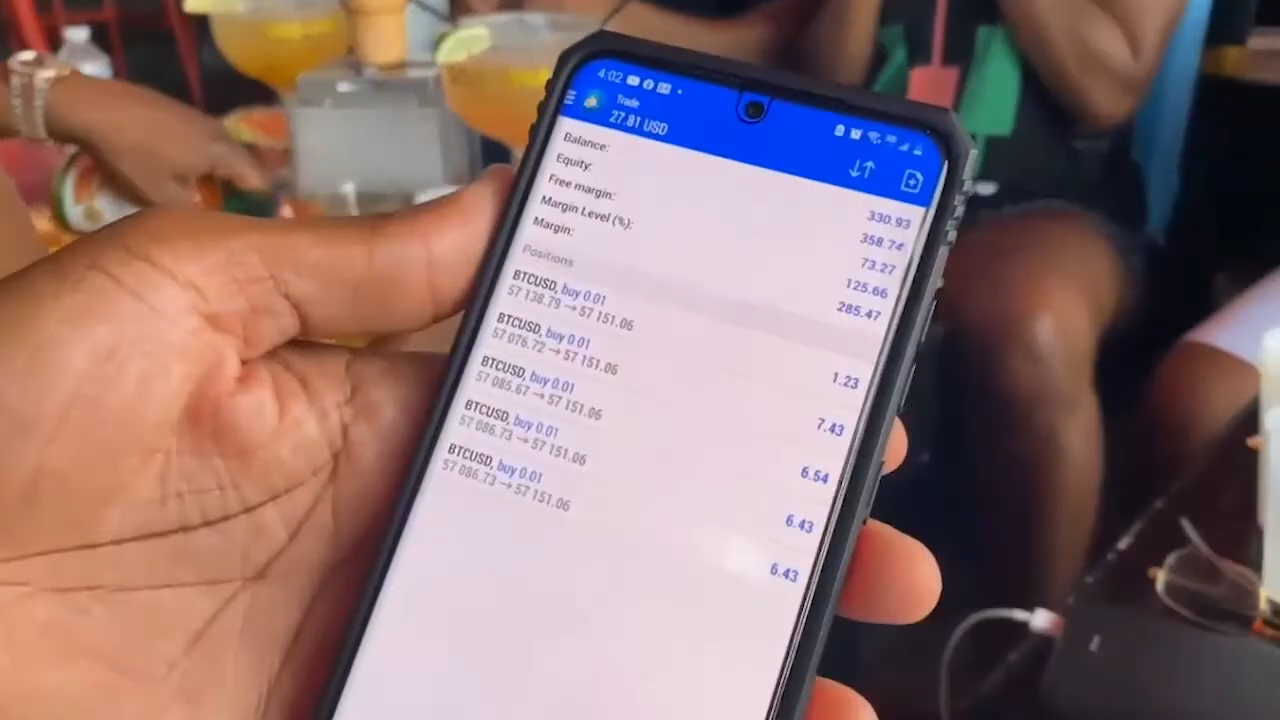 4:02
Trade
27.81 USD
Balance: 330.93
Equity: 358.74
Free margin: 73.27
Margin Level (%): 125.66
Margin: 285.47
Positions
BTCUSD, buy 0.01
57 138.79 → 57 151.06 1.23
BTCUSD, buy 0.01
57 076.72 → 57 151.06 7.43
BTCUSD, buy 0.01
57 085.67 → 57 151.06 6.54
BTCUSD, buy 0.01
57 086.73 → 57 151.06 6.43
BTCUSD, buy 0.01
57 086.73 → 57 151.06 6.43